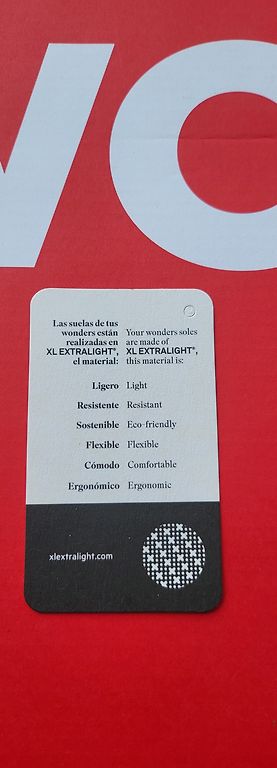 WO
Las suelas de tus
wonders están
realizadas en
XL EXTRALIGHT®,
el material:
Your wonders soles
are made of
XL EXTRALIGHT®,
this material is:
Ligero Light
Resistente Resistant
Sostenible Eco-friendly
Flexible Flexible
Cómodo Comfortable
Ergonómico Ergonomic
xlextralight.com